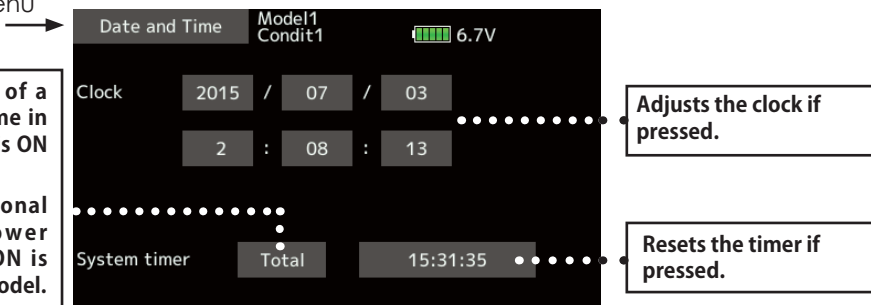 enu
Date and Time
Model1
Condit1
6.7V
of a
me in
s ON
onal
ower
ON is
odel.
Clock 2015 / 07 / 03
2 : 08 : 13
System timer Total 15:31:35
Adjusts the clock if
pressed.
Resets the timer if
pressed.